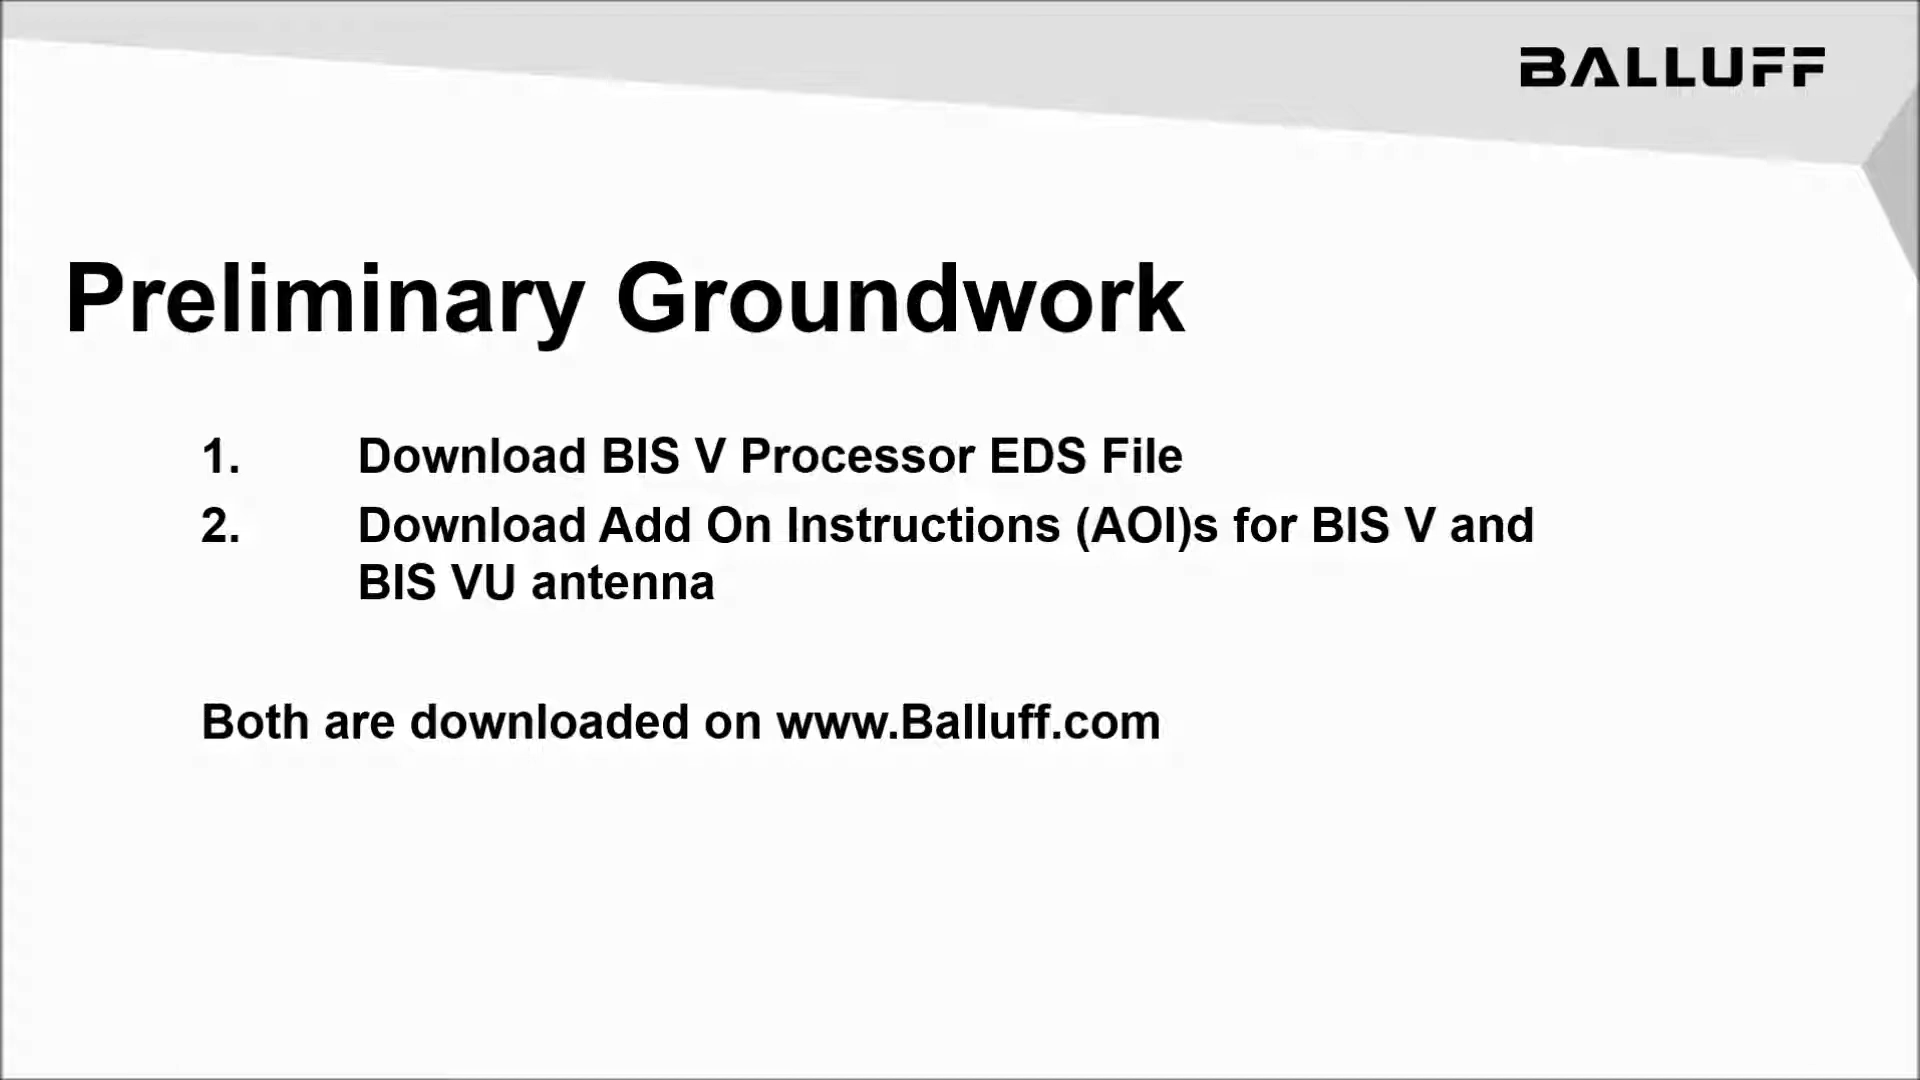 BALLUFF
Preliminary Groundwork
1. Download BIS V Processor EDS File
2. Download Add On Instructions (AOI)s for BIS V and
BIS VU antenna
Both are downloaded on www.Balluff.com